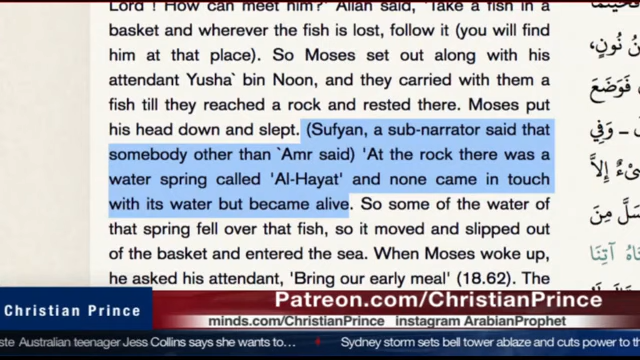 Lord ! How can I meet him?' Allah said, 'Take a fish in a
basket and wherever the fish is lost, follow it (you will find
him at that place). So Moses set out along with his
attendant Yusha` bin Noon, and they carried with them a
fish till they reached a rock and rested there. Moses put
his head down and slept. (Sufyan, a sub-narrator said that
somebody other than `Amr said) 'At the rock there was a
water spring called 'Al-Hayat' and none came in touch
with its water but became alive. So some of the water of
that spring fell over that fish, so it moved and slipped out
of the basket and entered the sea. When Moses woke up,
he asked his attendant, 'Bring our early meal' (18.62). The
نُ نُونٍ،
فَوَضَعَ
ـ وَفِي
إِلاَّ
مِنَ
آتِنَا
Christian Prince
Patreon.com/ChristianPrince
minds.com/ChristianPrince instagram ArabianProphet
Australian teenager Jess Collins says she wants to...
Sydney storm sets bell tower ablaze and cuts power to